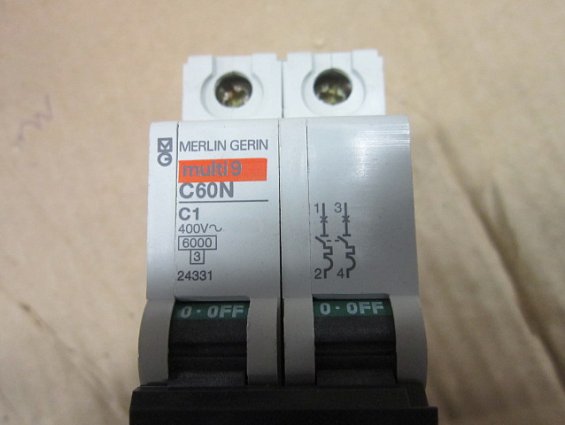 MERLIN GERIN
multi 9
C60N
C1
400V~
6000
3
24331
1 3
2 4
0·OFF 0·OFF